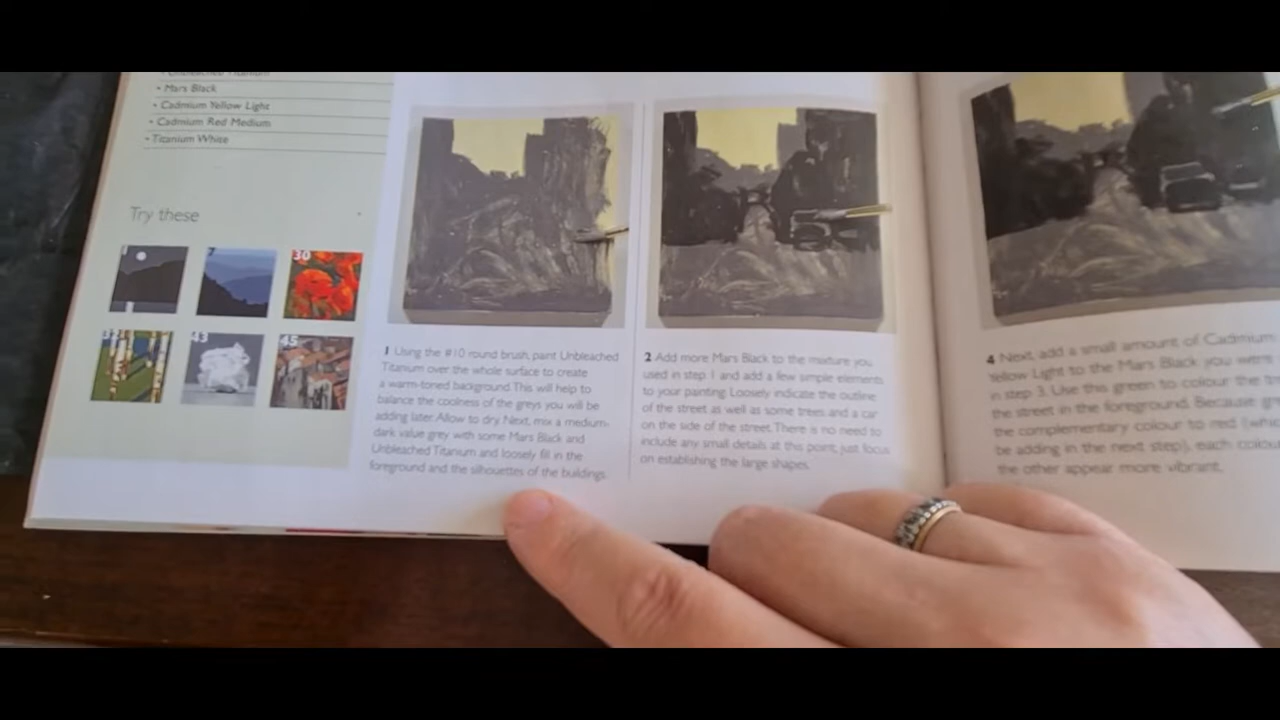 • Unbleached Titanium
• Mars Black
• Cadmium Yellow Light
• Cadmium Red Medium
• Titanium White
Try these
1
7
30
37
43
45
1 Using the #10 round brush, paint Unbleached
Titanium over the whole surface to create
a warm-toned background. This will help to
balance the coolness of the greys you will be
adding later. Allow to dry. Next, mix a medium-
dark value grey with some Mars Black and
Unbleached Titanium and loosely fill in the
foreground and the silhouettes of the buildings.
2 Add more Mars Black to the mixture you
used in step 1 and add a few simple elements
to your painting. Loosely indicate the outline
of the street as well as some trees and a car
on the side of the street. There is no need to
include any small details at this point, just focus
on establishing the large shapes.
4 Next, add a small amount of Cadmium
Yellow Light to the Mars Black you were
in step 3. Use this green to colour the
the street in the foreground. Because
the complementary colour to red
be adding in the next step), each
the other appear more vibrant.